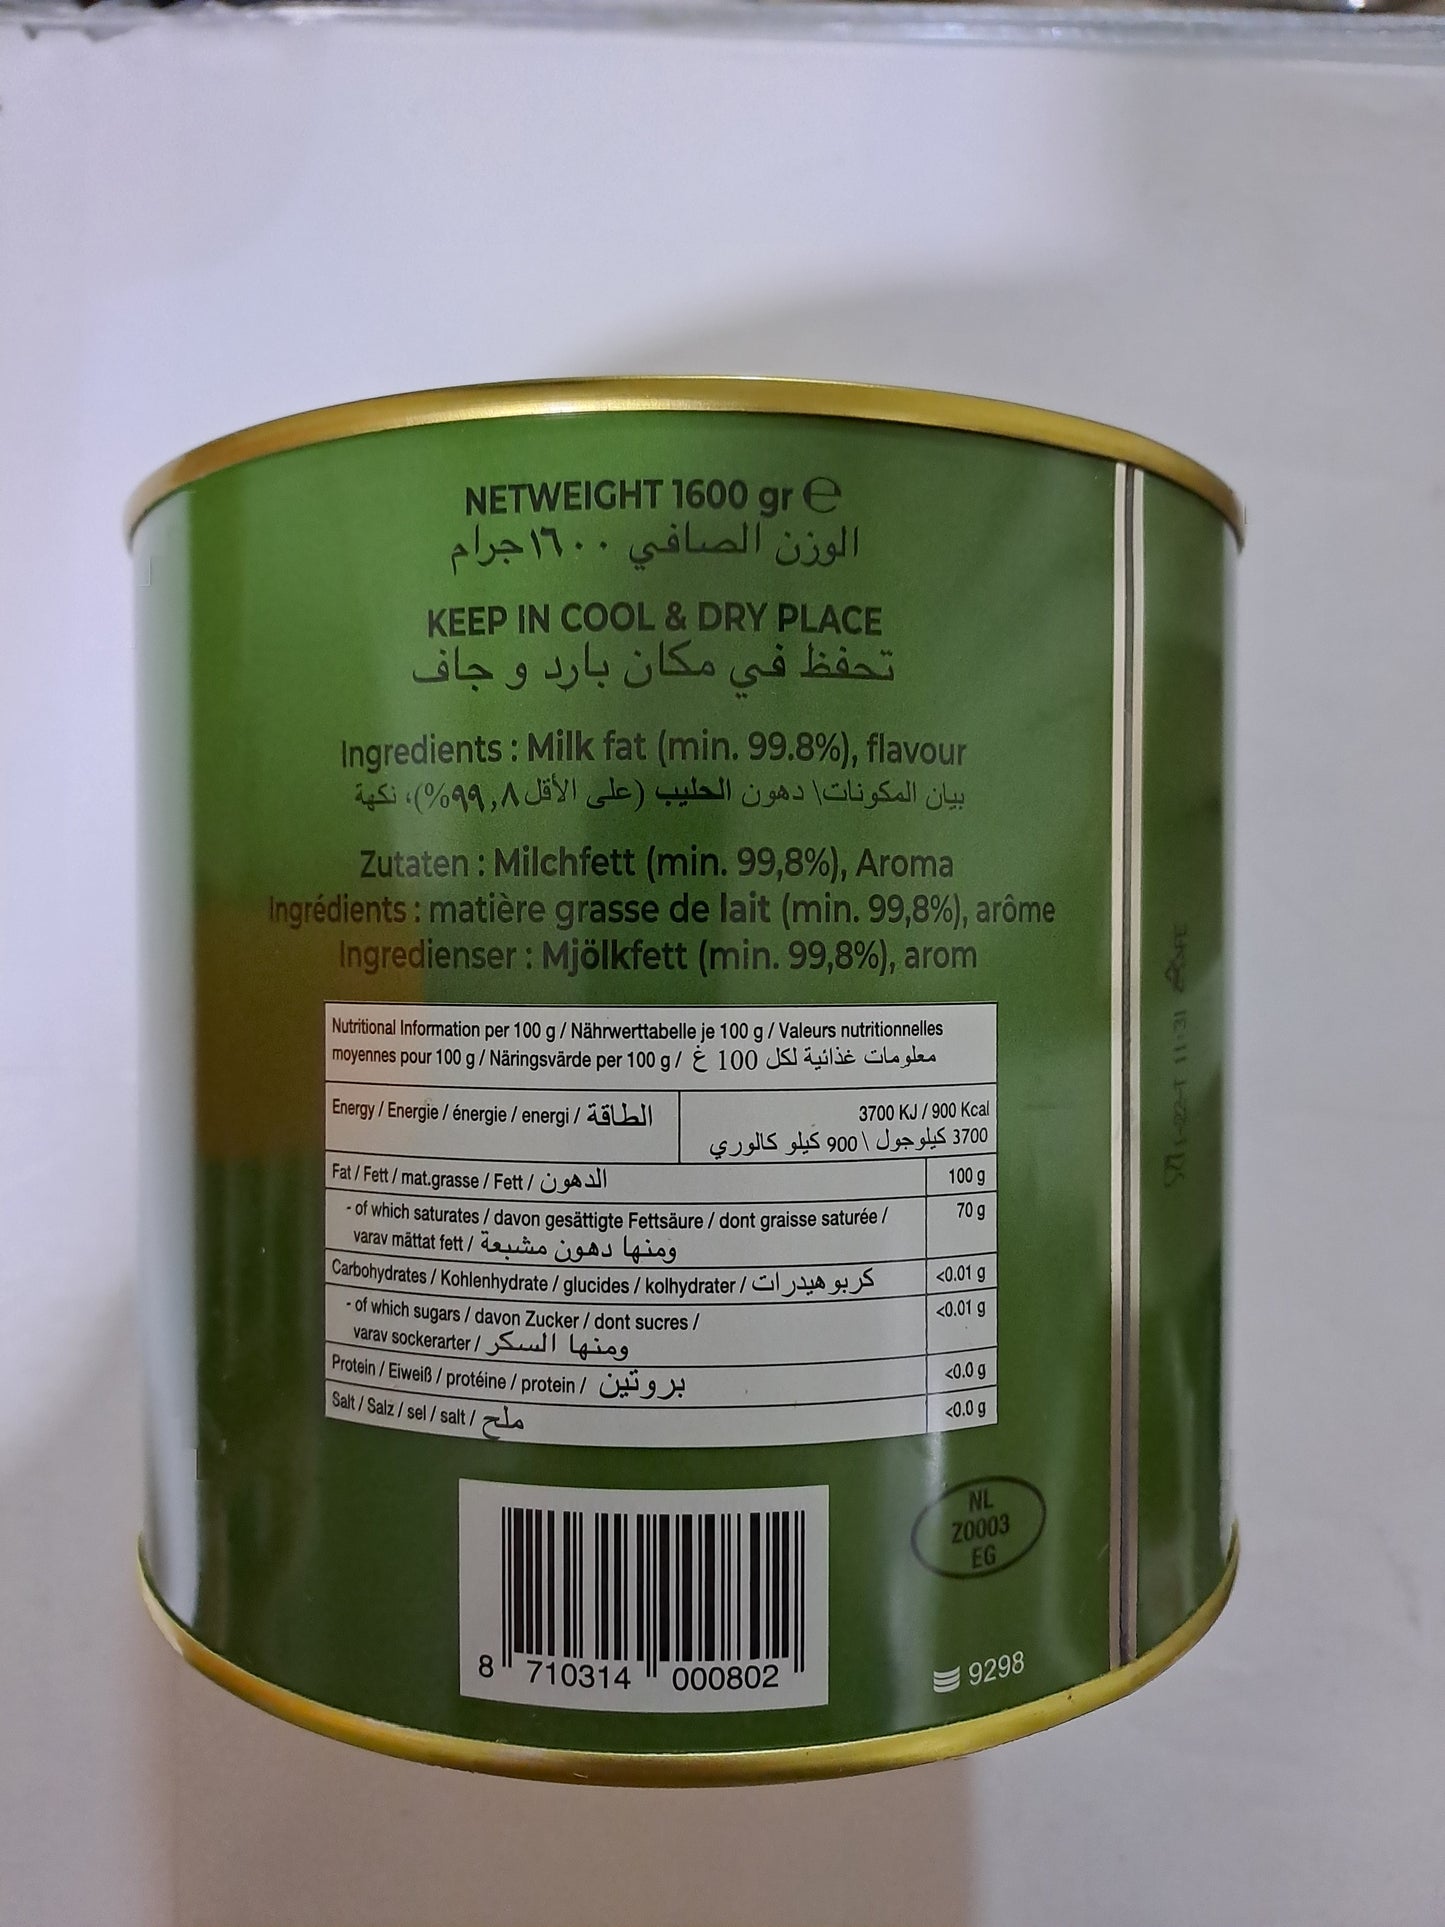 NETWEIGHT 1600 gr ℮
الوزن الصافي ١٦٠٠ جرام
KEEP IN COOL & DRY PLACE
تحفظ في مكان بارد و جاف
Ingredients : Milk fat (min. 99.8%), flavour
بيان المكونات\ دهون الحليب (على الأقل ٩٩,٨%)، نكهة
Zutaten : Milchfett (min. 99,8%), Aroma
Ingrédients : matière grasse de lait (min. 99,8%), arôme
Ingredienser : Mjölkfett (min. 99,8%), arom
Nutritional Information per 100 g / Nährwerttabelle je 100 g / Valeurs nutritionnelles
moyennes pour 100 g / Näringsvärde per 100 g / معلومات غذائية لكل 100 غ
Energy / Energie / énergie / energi / الطاقة 3700 KJ / 900 Kcal
3700 كيلوجول \ 900 كيلو كالوري
Fat / Fett / mat.grasse / Fett / الدهون 100 g
- of which saturates / davon gesättigte Fettsäure / dont graisse saturée / 70 g
varav mättat fett / ومنها دهون مشبعة
Carbohydrates / Kohlenhydrate / glucides / kolhydrater / كربوهيدرات <0.01 g
- of which sugars / davon Zucker / dont sucres / <0.01 g
varav sockerarter / ومنها السكر
Protein / Eiweiß / protéine / protein / بروتين <0.0 g
Salt / Salz / sel / salt / ملح <0.0 g
NL
Z0003
EG
8 710314 000802
9298
11:31